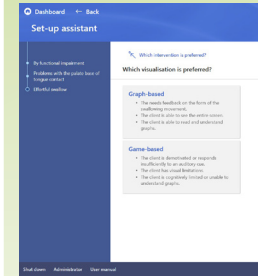 Dashboard ← Back
Set-up assistant
By functional impairment
Problems with the palate base of
tongue contact
Effortful swallow
Which intervention is preferred?
Which visualisation is preferred?
Graph-based
• The needs feedback on the form of the
swallowing movement.
• The client is able to see the entire screen.
• The client is able to read and understand
graphs.
Game-based
• The client is demotivated or responds
insufficiently to an auditory cue.
• The client has visual limitations
• The client is cognitively limited or unable to
understand graphs.
Shut down Administrator User manual